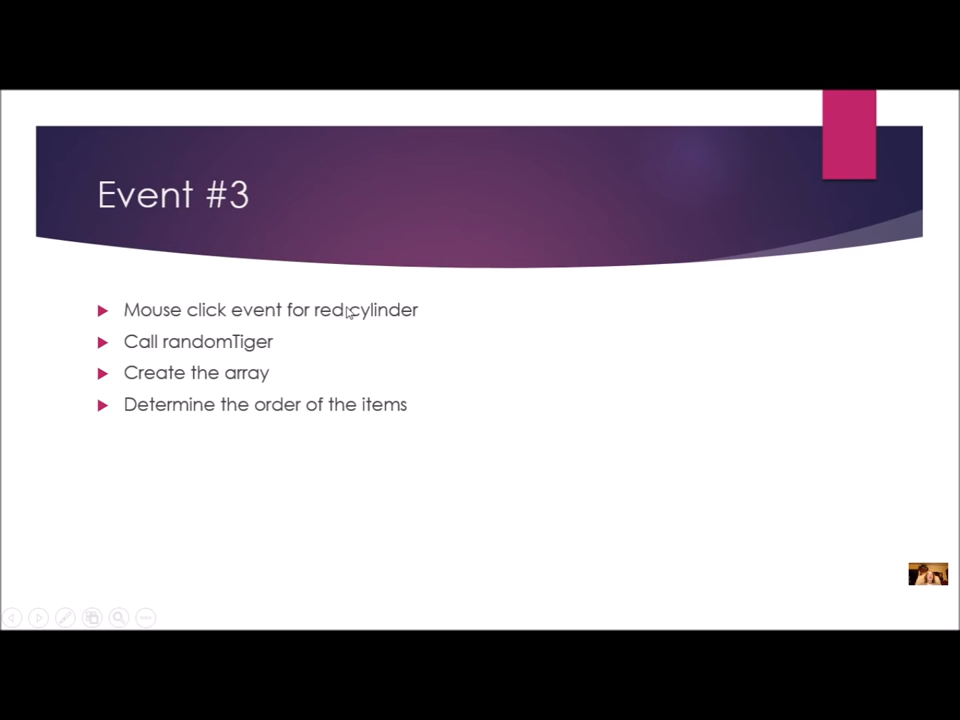 Event #3
Mouse click event for red cylinder
Call randomTiger
Create the array
Determine the order of the items